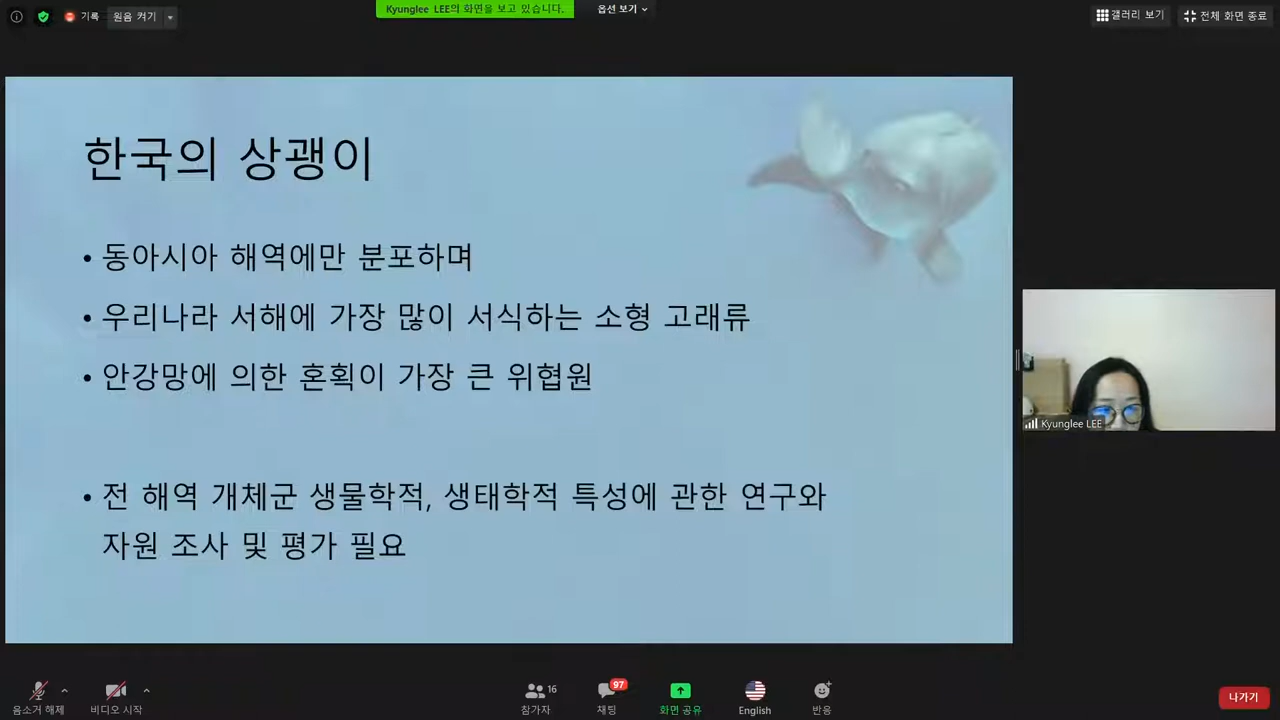 기록
원음 켜기
Kyunglee LEE의 화면을 보고 있습니다.
옵션 보기
갤러리 보기
전체 화면 종료
한국의 상괭이
• 동아시아 해역에만 분포하며
• 우리나라 서해에 가장 많이 서식하는 소형 고래류
• 안강망에 의한 혼획이 가장 큰 위협원
• 전 해역 개체군 생물학적, 생태학적 특성에 관한 연구와
자원 조사 및 평가 필요
Kyunglee LEE
음소거 해제
비디오 시작
16
참가자
97
채팅
화면 공유
English
반응
나가기